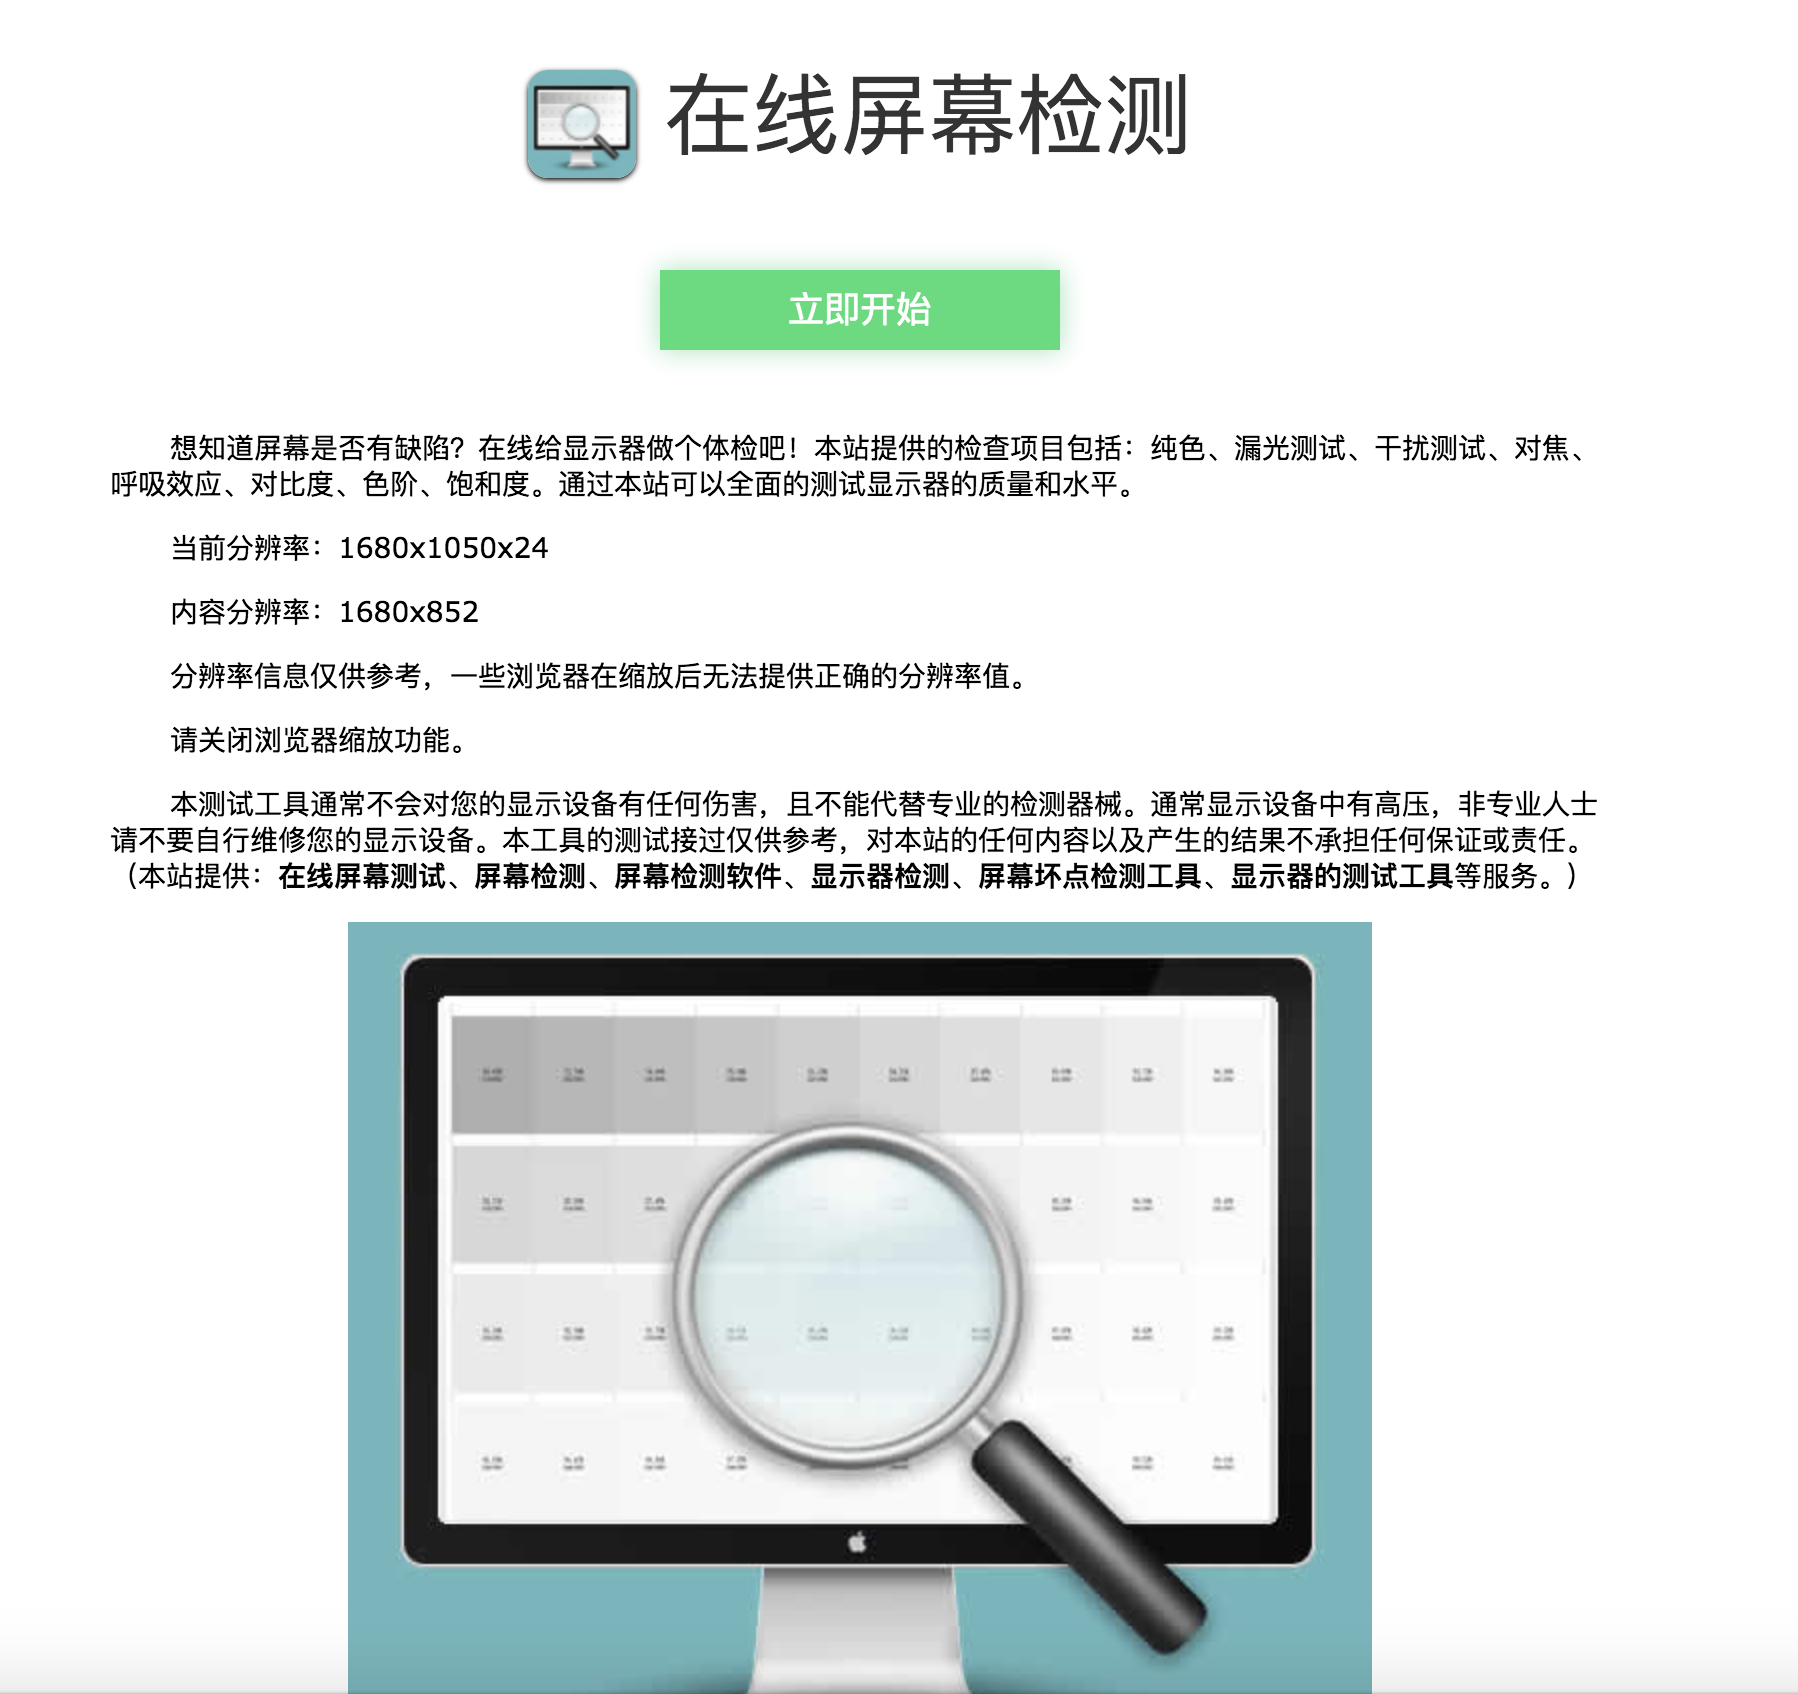 在线屏幕检测
立即开始
想知道屏幕是否有缺陷？在线给显示器做个体检吧！本站提供的检查项目包括：纯色、漏光测试、干扰测试、对焦、
呼吸效应、对比度、色阶、饱和度。通过本站可以全面的测试显示器的质量和水平。
当前分辨率：1680x1050x24
内容分辨率：1680x852
分辨率信息仅供参考，一些浏览器在缩放后无法提供正确的分辨率值。
请关闭浏览器缩放功能。
本测试工具通常不会对您的显示设备有任何伤害，且不能代替专业的检测器械。通常显示设备中有高压，非专业人士
请不要自行维修您的显示设备。本工具的测试接过仅供参考，对本站的任何内容以及产生的结果不承担任何保证或责任。
（本站提供：在线屏幕测试、屏幕检测、屏幕检测软件、显示器检测、屏幕坏点检测工具、显示器的测试工具等服务。）